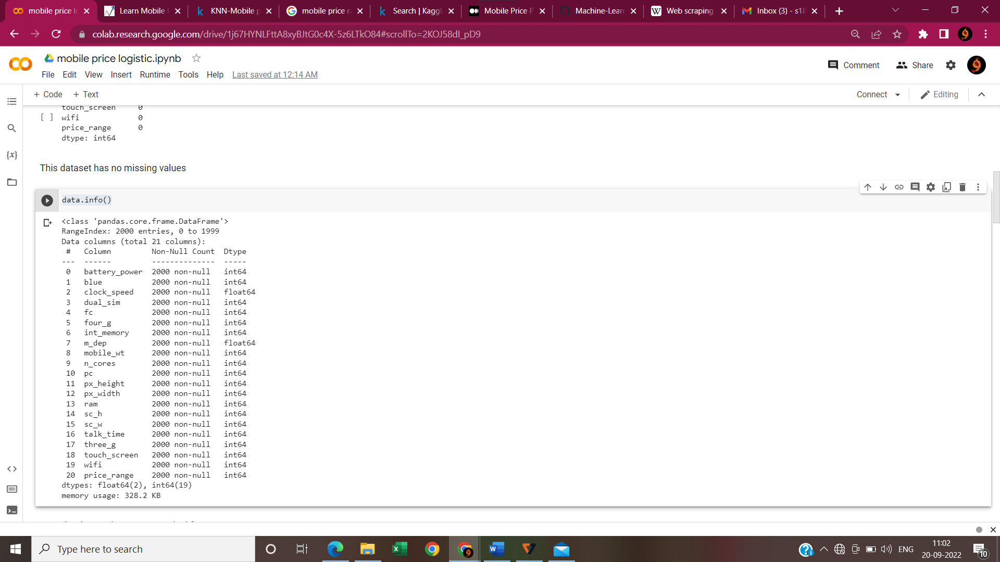 mobile price l
Learn Mobile
KNN-Mobile p
mobile price r
Search | Kaggl
Mobile Price P
Machine-Lear
Web scraping
Inbox (3) - s18
colab.research.google.com/drive/1j67HYNLFttA8xyBJtG0c4X-5z6LTkO84#scrollTo=2KOJ58dI_pD9
mobile price logistic.ipynb
Comment
Share
File Edit View Insert Runtime Tools Help Last saved at 12:14 AM
+ Code + Text
Connect
Editing
touch_screen 0
[ ] wifi 0
price_range 0
dtype: int64
This dataset has no missing values
data.info()
<class 'pandas.core.frame.DataFrame'>
RangeIndex: 2000 entries, 0 to 1999
Data columns (total 21 columns):
# Column Non-Null Count Dtype
--- ------ -------------- -----
0 battery_power 2000 non-null int64
1 blue 2000 non-null int64
2 clock_speed 2000 non-null float64
3 dual_sim 2000 non-null int64
4 fc 2000 non-null int64
5 four_g 2000 non-null int64
6 int_memory 2000 non-null int64
7 m_dep 2000 non-null float64
8 mobile_wt 2000 non-null int64
9 n_cores 2000 non-null int64
10 pc 2000 non-null int64
11 px_height 2000 non-null int64
12 px_width 2000 non-null int64
13 ram 2000 non-null int64
14 sc_h 2000 non-null int64
15 sc_w 2000 non-null int64
16 talk_time 2000 non-null int64
17 three_g 2000 non-null int64
18 touch_screen 2000 non-null int64
19 wifi 2000 non-null int64
20 price_range 2000 non-null int64
dtypes: float64(2), int64(19)
memory usage: 328.2 KB
Type here to search
ENG
11:02
20-09-2022
10